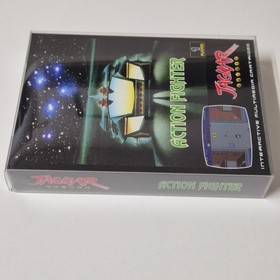 ACTION FIGHTER
JAGUAR
INTERACTIVE MULTIMEDIA CARTRIDGE
JAGUAR
ACTION FIGHTER